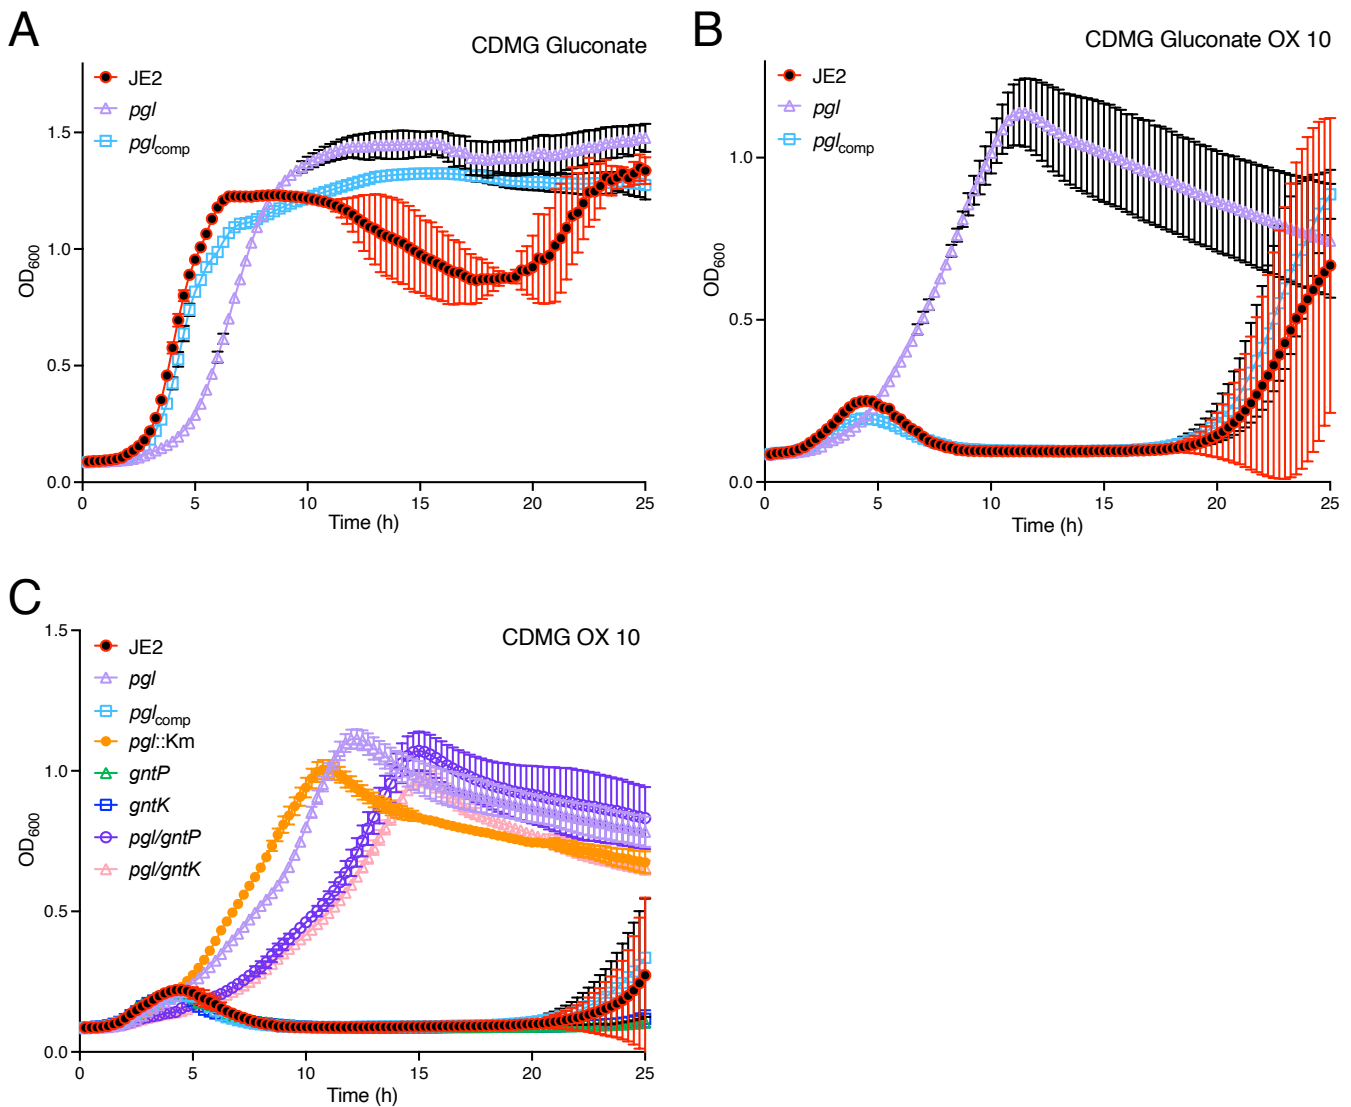 A
CDMG Gluconate
JE2
pgl
pglcomp
OD600
1.5
1.0
0.5
0.0
0 5 10 15 20 25
Time (h)
B
CDMG Gluconate OX 10
JE2
pgl
pglcomp
OD600
1.0
0.5
0.0
0 5 10 15 20 25
Time (h)
C
CDMG OX 10
JE2
pgl
pglcomp
pgl::Km
gntP
gntK
pgl/gntP
pgl/gntK
OD600
1.5
1.0
0.5
0.0
0 5 10 15 20 25
Time (h)